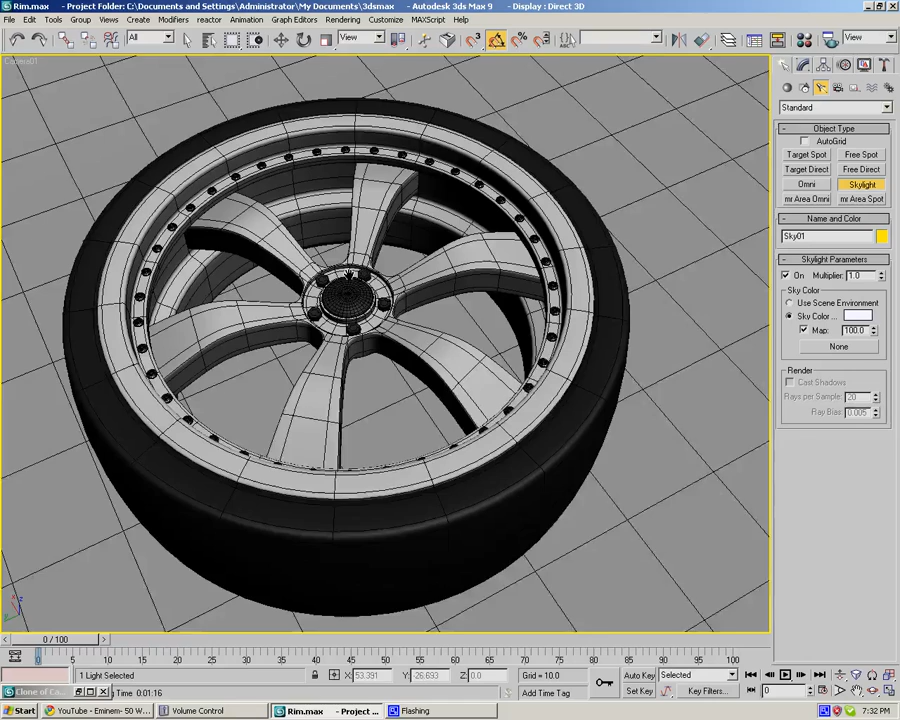 Rim.max - Project Folder: C:\Documents and Settings\Administrator\My Documents\3dsmax - Autodesk 3ds Max 9 - Display : Direct 3D
File Edit Tools Group Views Create Modifiers reactor Animation Graph Editors Rendering Customize MAXScript Help
All View View
Camera01
Standard
Object Type
AutoGrid
Target Spot Free Spot
Target Direct Free Direct
Omni Skylight
mr Area Omni mr Area Spot
Name and Color
Sky01
Skylight Parameters
On Multiplier: 1.0
Sky Color
Use Scene Environment
Sky Color ...
Map: 100.0
None
Render
Cast Shadows
Rays per Sample: 20
Ray Bias: 0.005
0 / 100
0 5 10 15 20 25 30 35 40 45 50 55 60 65 70 75 80 85 90 95 100
1 Light Selected X: 53.391 Y: -26.693 Z: 0.0 Grid = 10.0 Auto Key Selected
Clone of Ca... Time 0:01:16 Add Time Tag Set Key Key Filters... 0
Start YouTube - Eminem- 50 W... Volume Control Rim.max - Project ... Flashing 7:32 PM